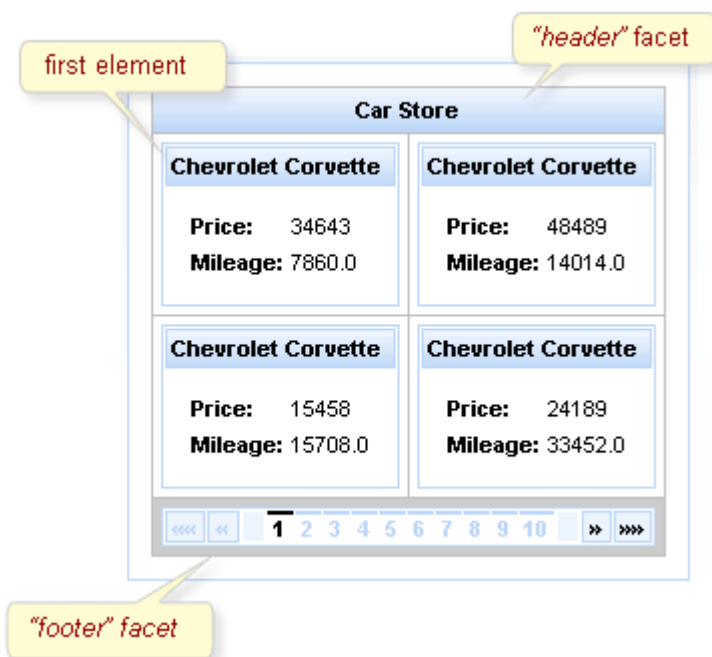 "header" facet
first element
Car Store
Chevrolet Corvette
Price: 34643
Mileage: 7860.0
Chevrolet Corvette
Price: 48489
Mileage: 14014.0
Chevrolet Corvette
Price: 15458
Mileage: 15708.0
Chevrolet Corvette
Price: 24189
Mileage: 33452.0
«« « 1 2 3 4 5 6 7 8 9 10 » »»
"footer" facet